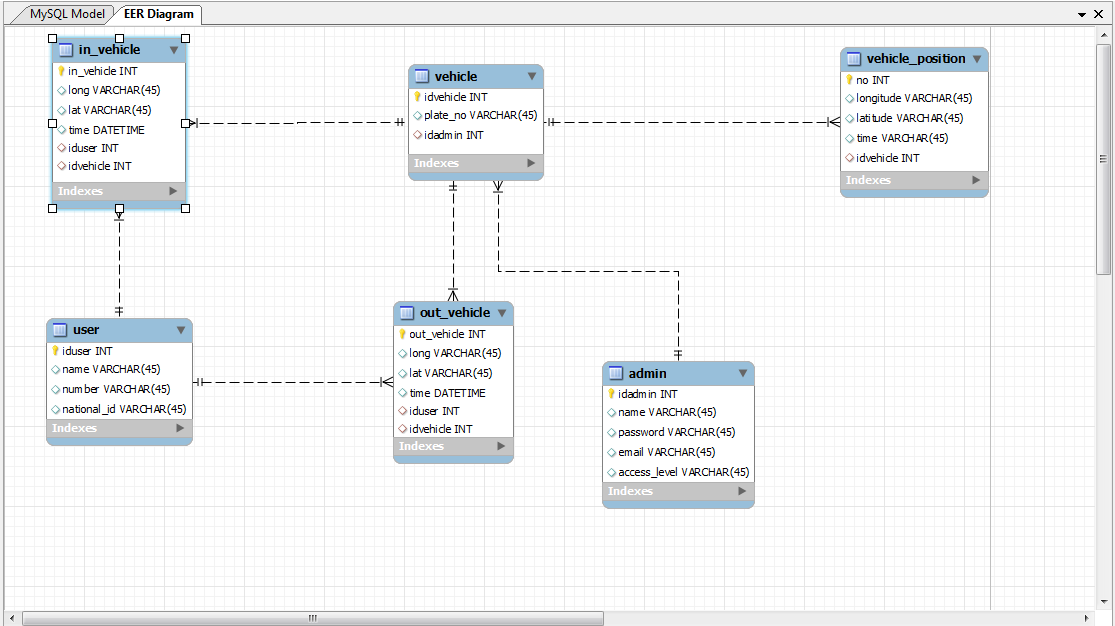 MySQL Model
EER Diagram
in_vehicle
in_vehicle INT
long VARCHAR(45)
lat VARCHAR(45)
time DATETIME
iduser INT
idvehicle INT
Indexes
vehicle
idvehicle INT
plate_no VARCHAR(45)
idadmin INT
Indexes
vehicle_position
no INT
longitude VARCHAR(45)
latitude VARCHAR(45)
time VARCHAR(45)
idvehicle INT
Indexes
user
iduser INT
name VARCHAR(45)
number VARCHAR(45)
national_id VARCHAR(45)
Indexes
out_vehicle
out_vehicle INT
long VARCHAR(45)
lat VARCHAR(45)
time DATETIME
iduser INT
idvehicle INT
Indexes
admin
idadmin INT
name VARCHAR(45)
password VARCHAR(45)
email VARCHAR(45)
access_level VARCHAR(45)
Indexes